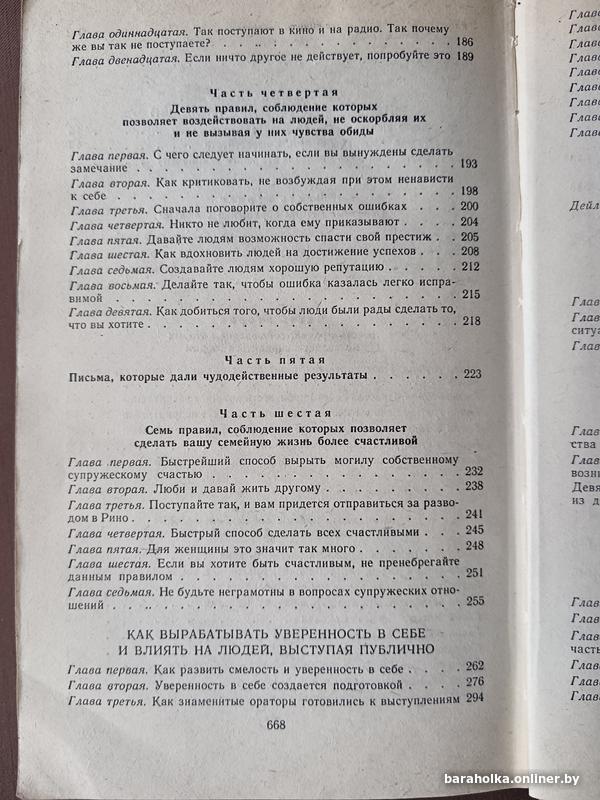 Глава одиннадцатая. Так поступают в кино и на радио. Так почему
же вы так не поступаете? . . . . . . . . . . . . . 186
Глава двенадцатая. Если ничто другое не действует, попробуйте это 189
Часть четвертая
Девять правил, соблюдение которых
позволяет воздействовать на людей, не оскорбляя их
и не вызывая у них чувства обиды
Глава первая. С чего следует начинать, если вы вынуждены сделать
замечание . . . . . . . . . . . . . . . . . . 193
Глава вторая. Как критиковать, не возбуждая при этом ненависти
к себе . . . . . . . . . . . . . . . . . . . 198
Глава третья. Сначала поговорите о собственных ошибках . . . 200
Глава четвертая. Никто не любит, когда ему приказывают . . . 204
Глава пятая. Давайте людям возможность спасти свой престиж . . 205
Глава шестая. Как вдохновить людей на достижение успехов . . . 208
Глава седьмая. Создавайте людям хорошую репутацию . . . . . 212
Глава восьмая. Делайте так, чтобы ошибка казалась легко испра-
вимой . . . . . . . . . . . . . . . . . . . 215
Глава девятая. Как добиться того, чтобы люди были рады сделать то,
что вы хотите . . . . . . . . . . . . . . . . . 218
Часть пятая
Письма, которые дали чудодейственные результаты . . . . . . 223
Часть шестая
Семь правил, соблюдение которых позволяет
сделать вашу семейную жизнь более счастливой
Глава первая. Быстрейший способ вырыть могилу собственному
супружескому счастью . . . . . . . . . . . . . . 232
Глава вторая. Люби и давай жить другому . . . . . . . . 238
Глава третья. Поступайте так, и вам придется отправиться за разво-
дом в Рино . . . . . . . . . . . . . . . . . . 241
Глава четвертая. Быстрый способ сделать всех счастливыми . . . 245
Глава пятая. Для женщины это значит так много . . . . . . 248
Глава шестая. Если вы хотите быть счастливым, не пренебрегайте
данным правилом . . . . . . . . . . . . . . . . 251
Глава седьмая. Не будьте неграмотны в вопросах супружеских отно-
шений . . . . . . . . . . . . . . . . . . . 255
КАК ВЫРАБАТЫВАТЬ УВЕРЕННОСТЬ В СЕБЕ
И ВЛИЯТЬ НА ЛЮДЕЙ, ВЫСТУПАЯ ПУБЛИЧНО
Глава первая. Как развить смелость и уверенность в себе . . . . 262
Глава вторая. Уверенность в себе создается подготовкой . . . . 276
Глава третья. Как знаменитые ораторы готовились к выступлениям 294
668
Дейл
ситуа
ства
возни
Девя
из д
часть
baraholka.onliner.by